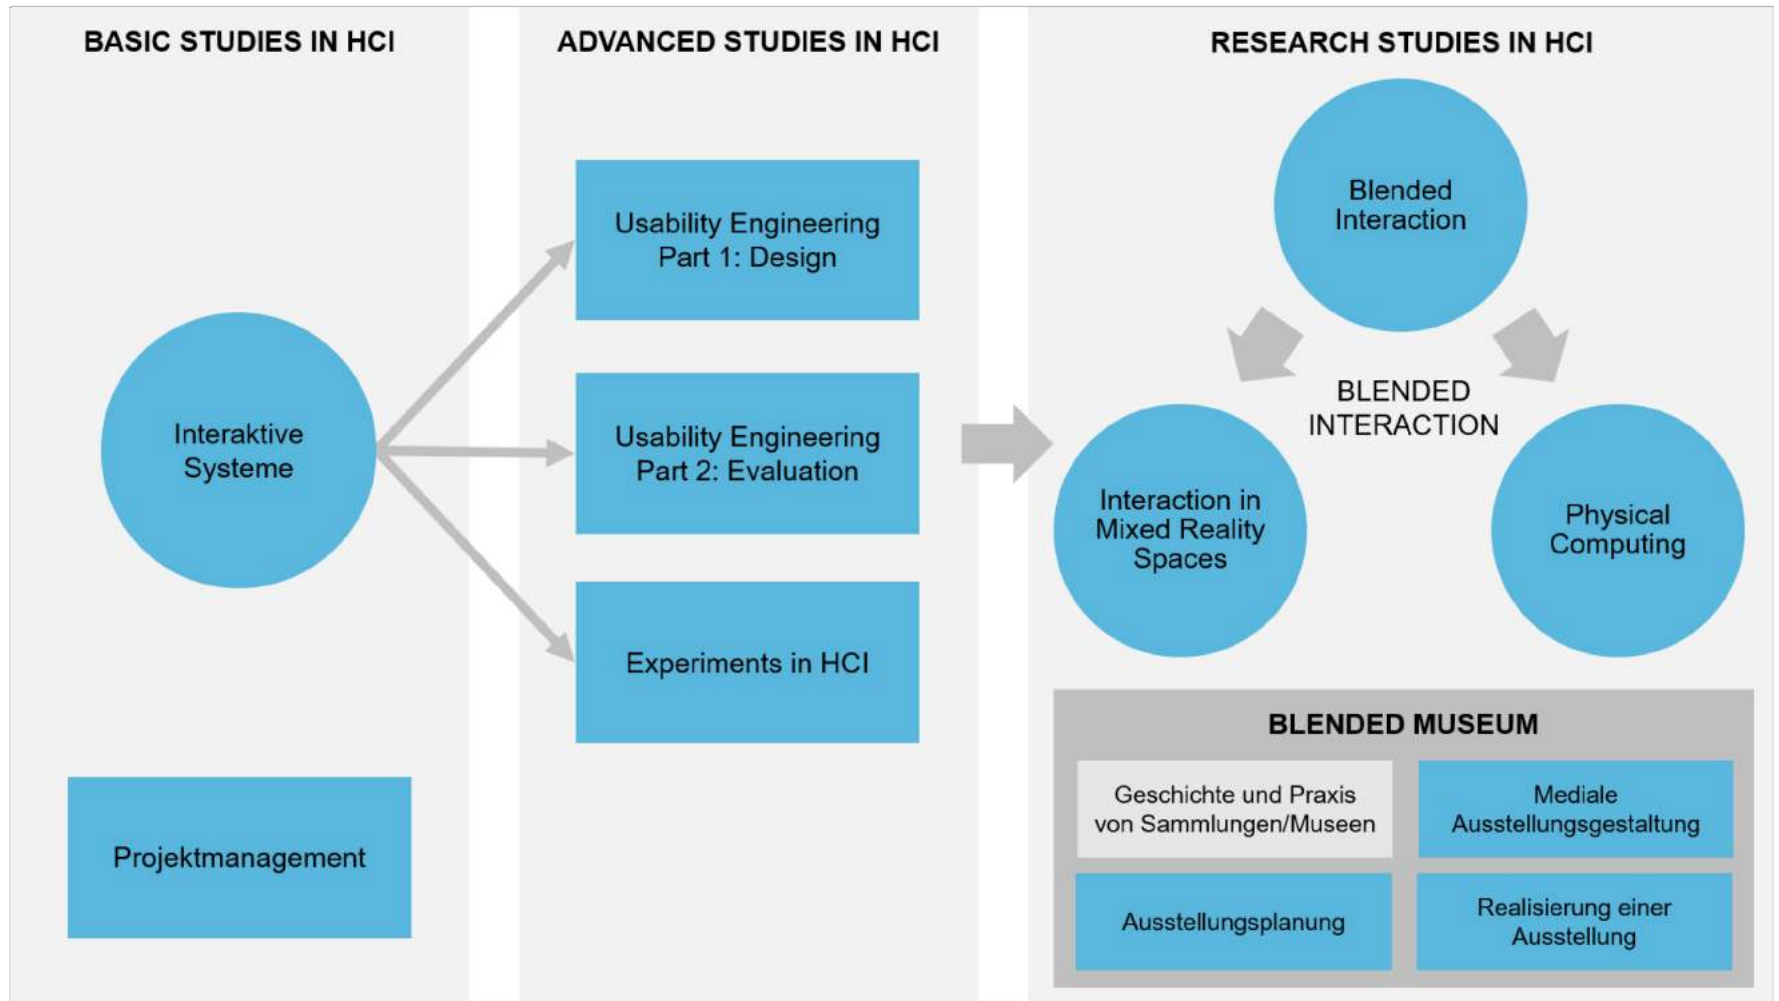 BASIC STUDIES IN HCI
Interaktive
Systeme
Projektmanagement
ADVANCED STUDIES IN HCI
Usability Engineering
Part 1: Design
Usability Engineering
Part 2: Evaluation
Experiments in HCI
RESEARCH STUDIES IN HCI
Blended
Interaction
BLENDED
INTERACTION
Interaction in
Mixed Reality
Spaces
Physical
Computing
BLENDED MUSEUM
Geschichte und Praxis
von Sammlungen/Museen
Mediale
Ausstellungsgestaltung
Ausstellungsplanung
Realisierung einer
Ausstellung